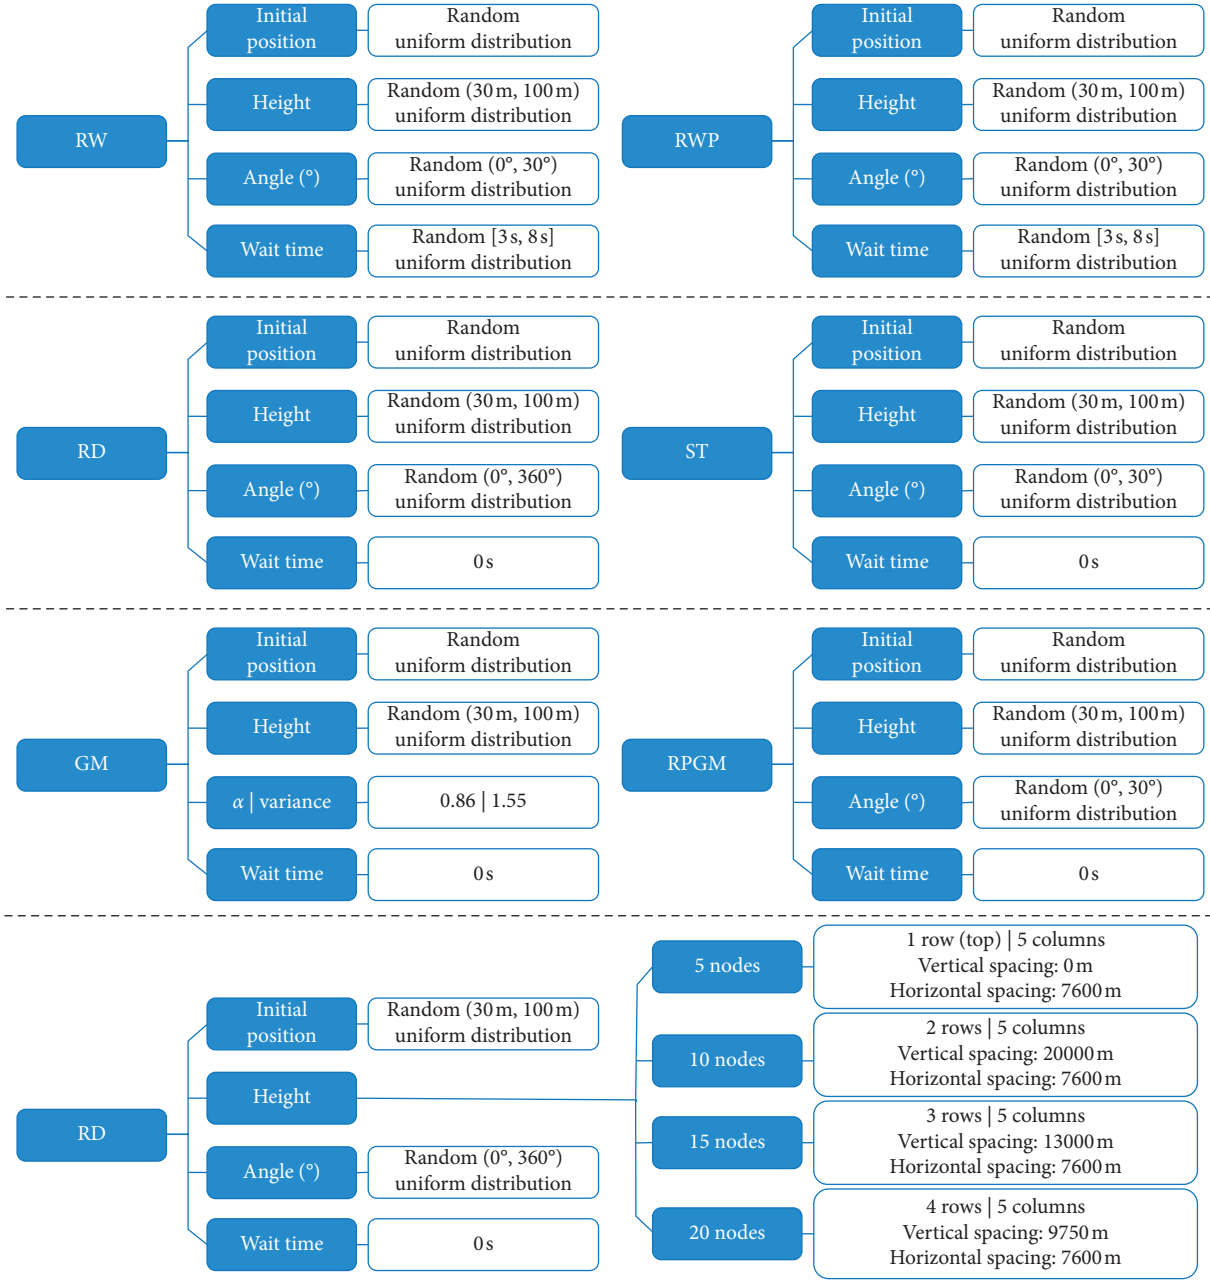 RW
Initial
position
Random
uniform distribution
Height
Random (30 m, 100 m)
uniform distribution
Angle (°)
Random (0°, 30°)
uniform distribution
Wait time
Random [3 s, 8 s]
uniform distribution
RWP
Initial
position
Random
uniform distribution
Height
Random (30 m, 100 m)
uniform distribution
Angle (°)
Random (0°, 30°)
uniform distribution
Wait time
Random [3 s, 8 s]
uniform distribution
RD
Initial
position
Random
uniform distribution
Height
Random (30 m, 100 m)
uniform distribution
Angle (°)
Random (0°, 360°)
uniform distribution
Wait time
0 s
ST
Initial
position
Random
uniform distribution
Height
Random (30 m, 100 m)
uniform distribution
Angle (°)
Random (0°, 30°)
uniform distribution
Wait time
0 s
GM
Initial
position
Random
uniform distribution
Height
Random (30 m, 100 m)
uniform distribution
α | variance
0.86 | 1.55
Wait time
0 s
RPGM
Initial
position
Random
uniform distribution
Height
Random (30 m, 100 m)
uniform distribution
Angle (°)
Random (0°, 30°)
uniform distribution
Wait time
0 s
RD
Initial
position
Random (30 m, 100 m)
uniform distribution
Height
5 nodes
1 row (top) | 5 columns
Vertical spacing: 0 m
Horizontal spacing: 7600 m
10 nodes
2 rows | 5 columns
Vertical spacing: 20000 m
Horizontal spacing: 7600 m
15 nodes
3 rows | 5 columns
Vertical spacing: 13000 m
Horizontal spacing: 7600 m
20 nodes
4 rows | 5 columns
Vertical spacing: 9750 m
Horizontal spacing: 7600 m
Angle (°)
Random (0°, 360°)
uniform distribution
Wait time
0 s